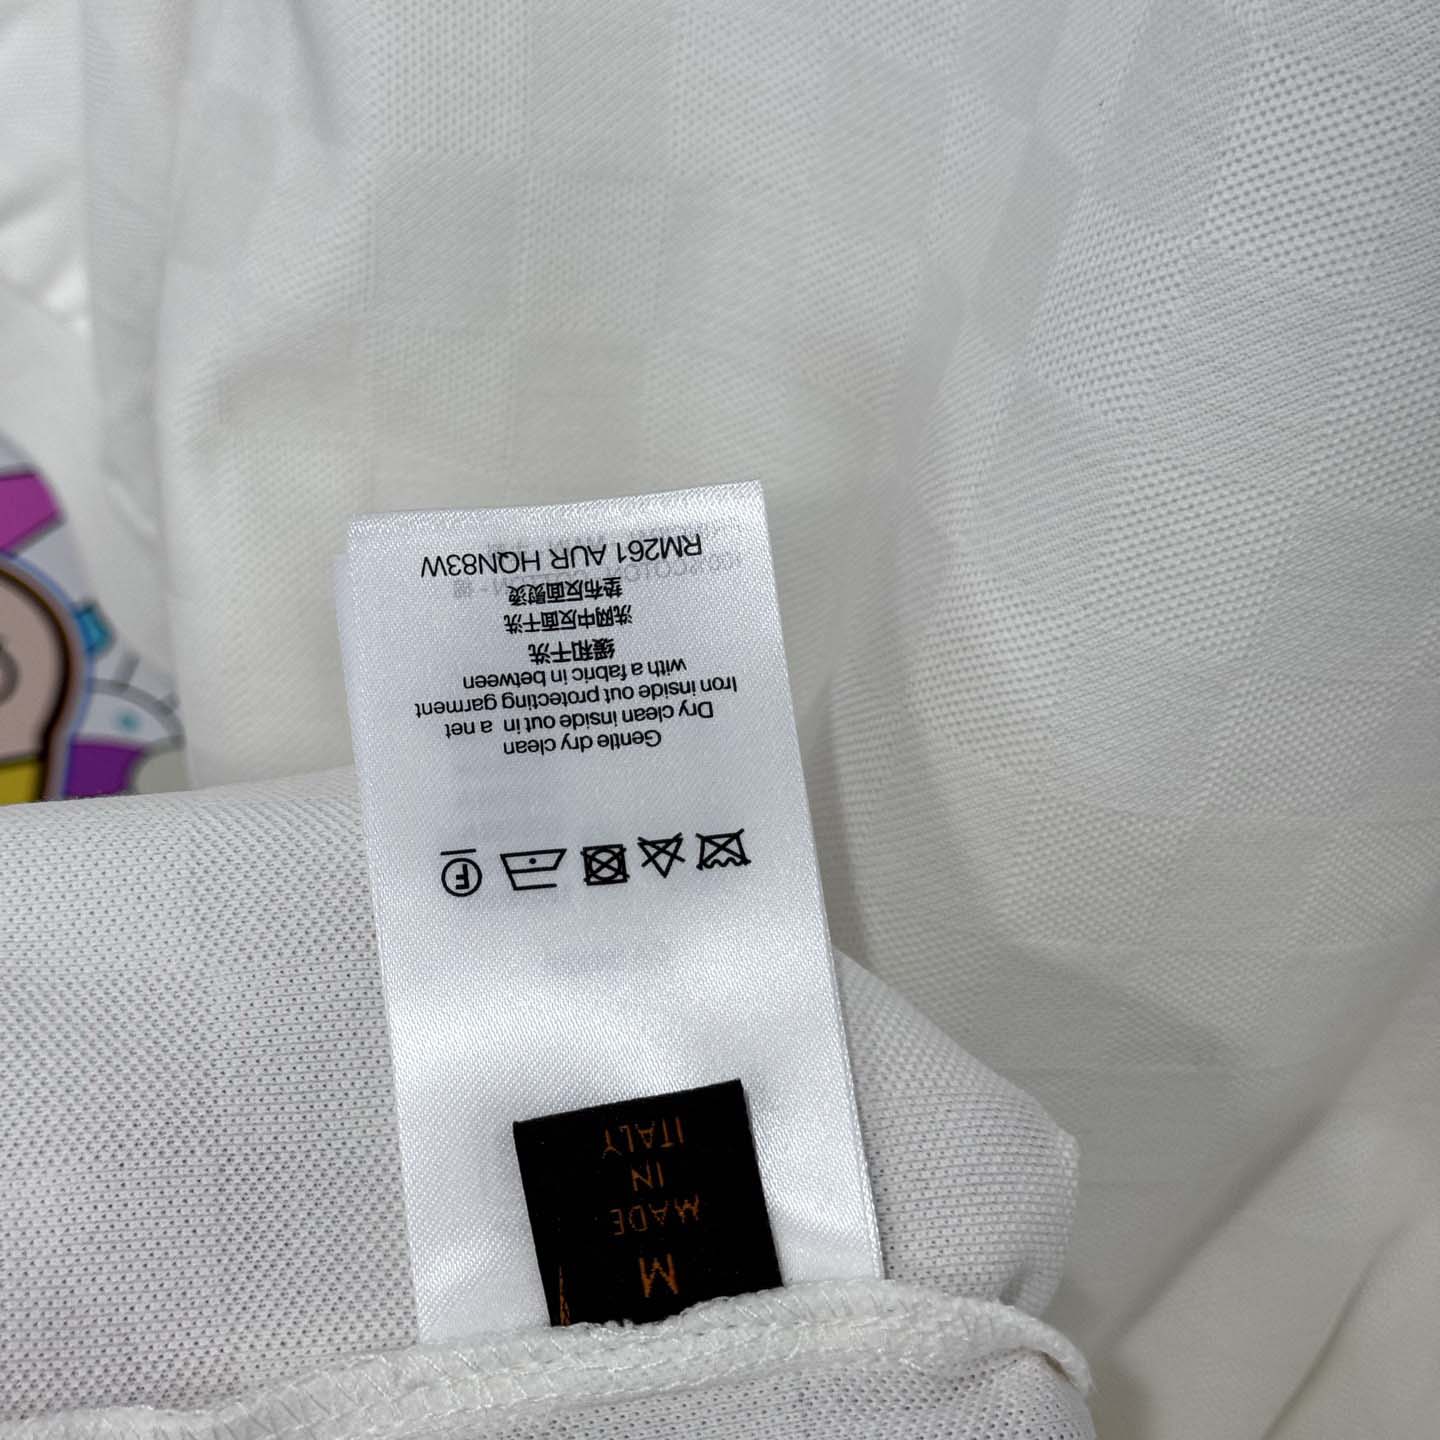 M
MADE
IN
ITALY
F
Gentle dry clean
Dry clean inside out in a net
Iron inside out protecting garment
with a fabric in between
缓和干洗
洗网中反面干洗
垫布反面熨烫
RM261 AUR HQN83W